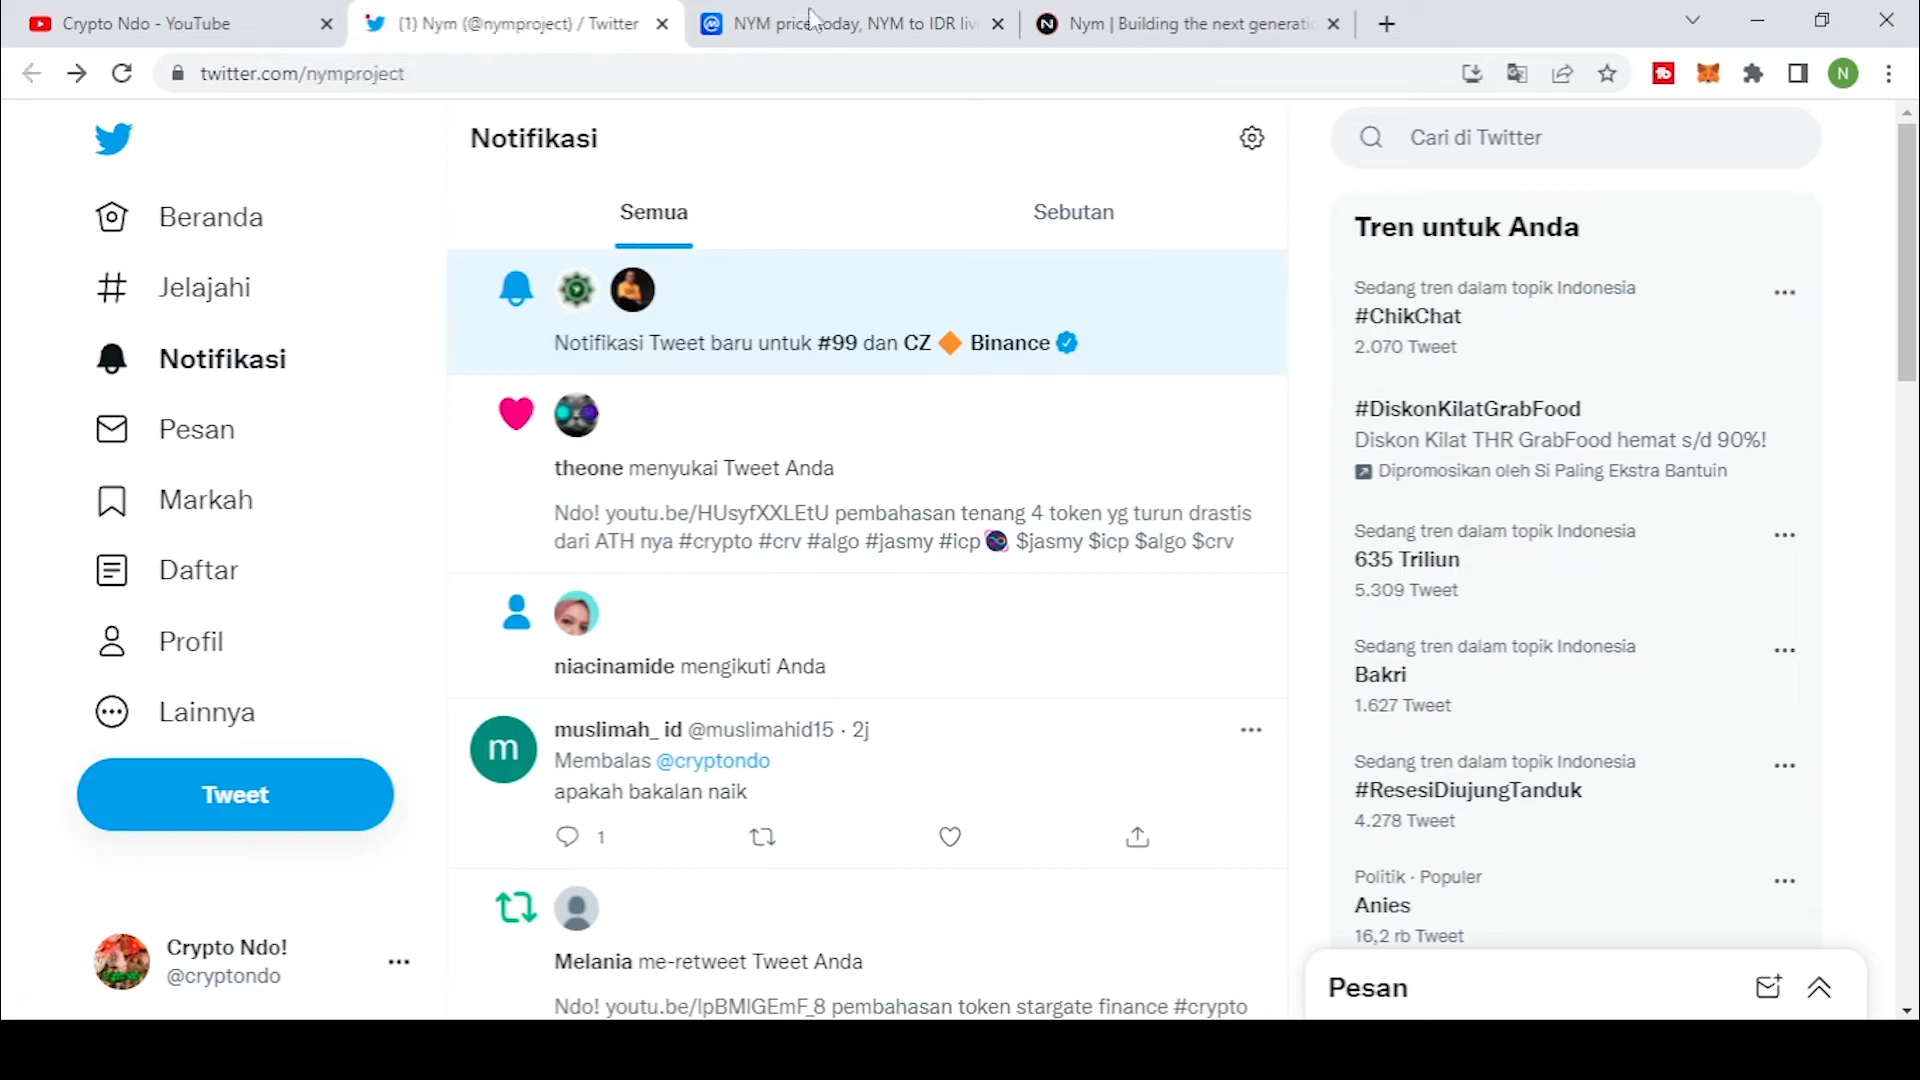 Crypto Ndo - YouTube
(1) Nym (@nymproject) / Twitter
NYM price today, NYM to IDR liv
Nym | Building the next generati
twitter.com/nymproject
N
Beranda
Jelajahi
Notifikasi
Pesan
Markah
Daftar
Profil
Lainnya
Tweet
Crypto Ndo!
@cryptondo
Notifikasi
Semua
Sebutan
Notifikasi Tweet baru untuk #99 dan CZ 🔶 Binance
theone menyukai Tweet Anda
Ndo! youtu.be/HUsyfXXLEtU pembahasan tenang 4 token yg turun drastis
dari ATH nya #crypto #crv #algo #jasmy #icp $jasmy $icp $algo $crv
niacinamide mengikuti Anda
m
muslimah_ id @muslimahid15 · 2j
Membalas @cryptondo
apakah bakalan naik
1
Melania me-retweet Tweet Anda
Ndo! youtu.be/lpBMlGEmF_8 pembahasan token stargate finance #crypto
Cari di Twitter
Tren untuk Anda
Sedang tren dalam topik Indonesia
#ChikChat
2.070 Tweet
#DiskonKilatGrabFood
Diskon Kilat THR GrabFood hemat s/d 90%!
Dipromosikan oleh Si Paling Ekstra Bantuin
Sedang tren dalam topik Indonesia
635 Triliun
5.309 Tweet
Sedang tren dalam topik Indonesia
Bakri
1.627 Tweet
Sedang tren dalam topik Indonesia
#ResesiDiujungTanduk
4.278 Tweet
Politik · Populer
Anies
16,2 rb Tweet
Pesan